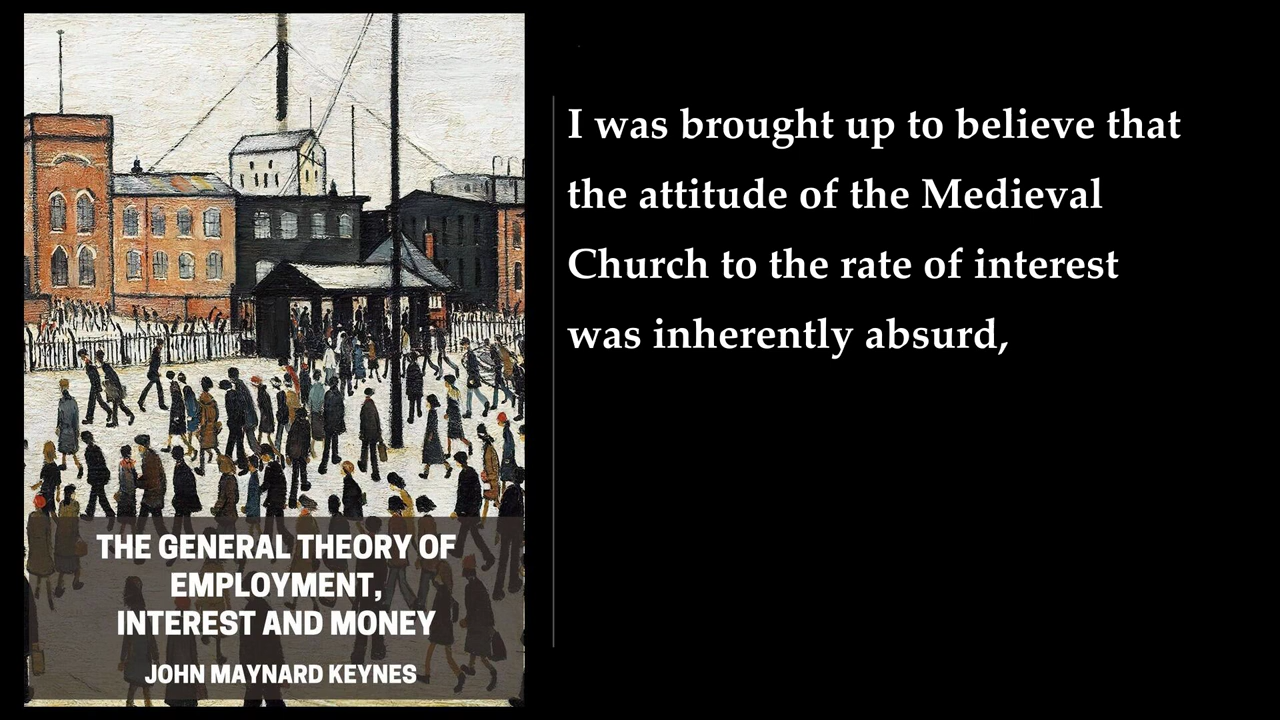 THE GENERAL THEORY OF
EMPLOYMENT,
INTEREST AND MONEY
JOHN MAYNARD KEYNES
I was brought up to believe that
the attitude of the Medieval
Church to the rate of interest
was inherently absurd,